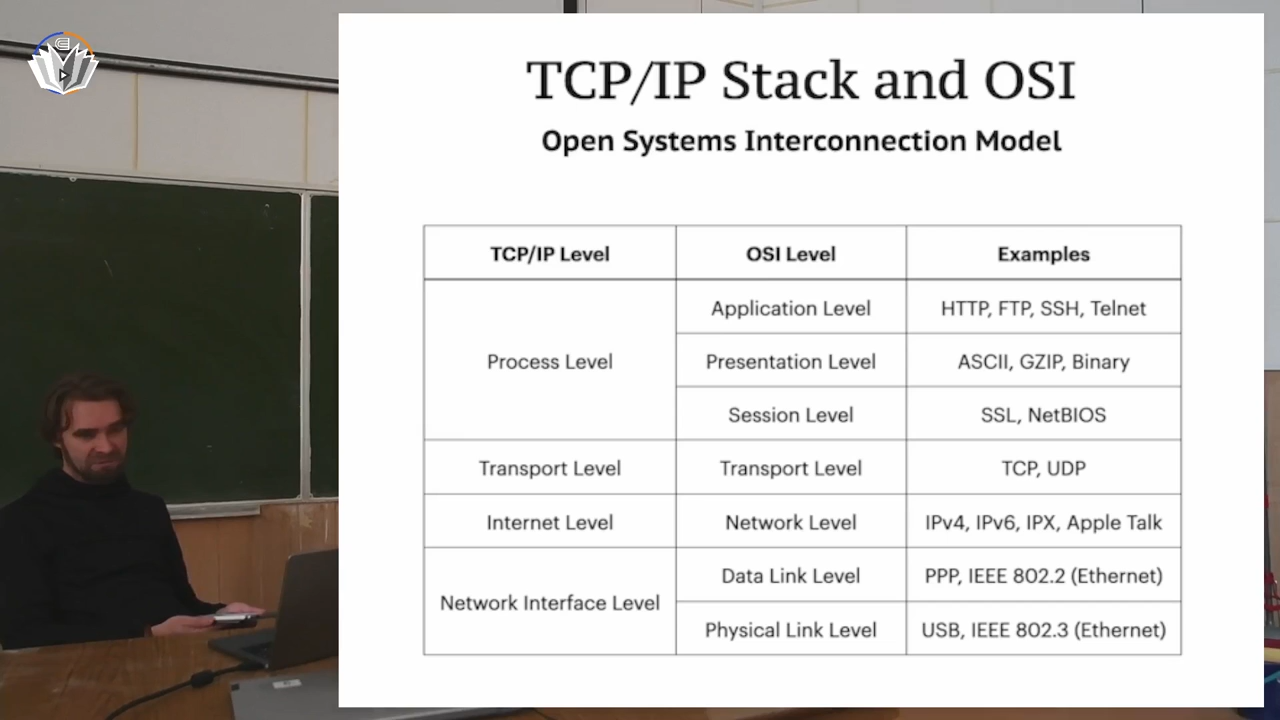 TCP/IP Stack and OSI
Open Systems Interconnection Model
TCP/IP Level OSI Level Examples
Process Level
Application Level HTTP, FTP, SSH, Telnet
Presentation Level ASCII, GZIP, Binary
Session Level SSL, NetBIOS
Transport Level Transport Level TCP, UDP
Internet Level Network Level IPv4, IPv6, IPX, Apple Talk
Network Interface Level
Data Link Level PPP, IEEE 802.2 (Ethernet)
Physical Link Level USB, IEEE 802.3 (Ethernet)